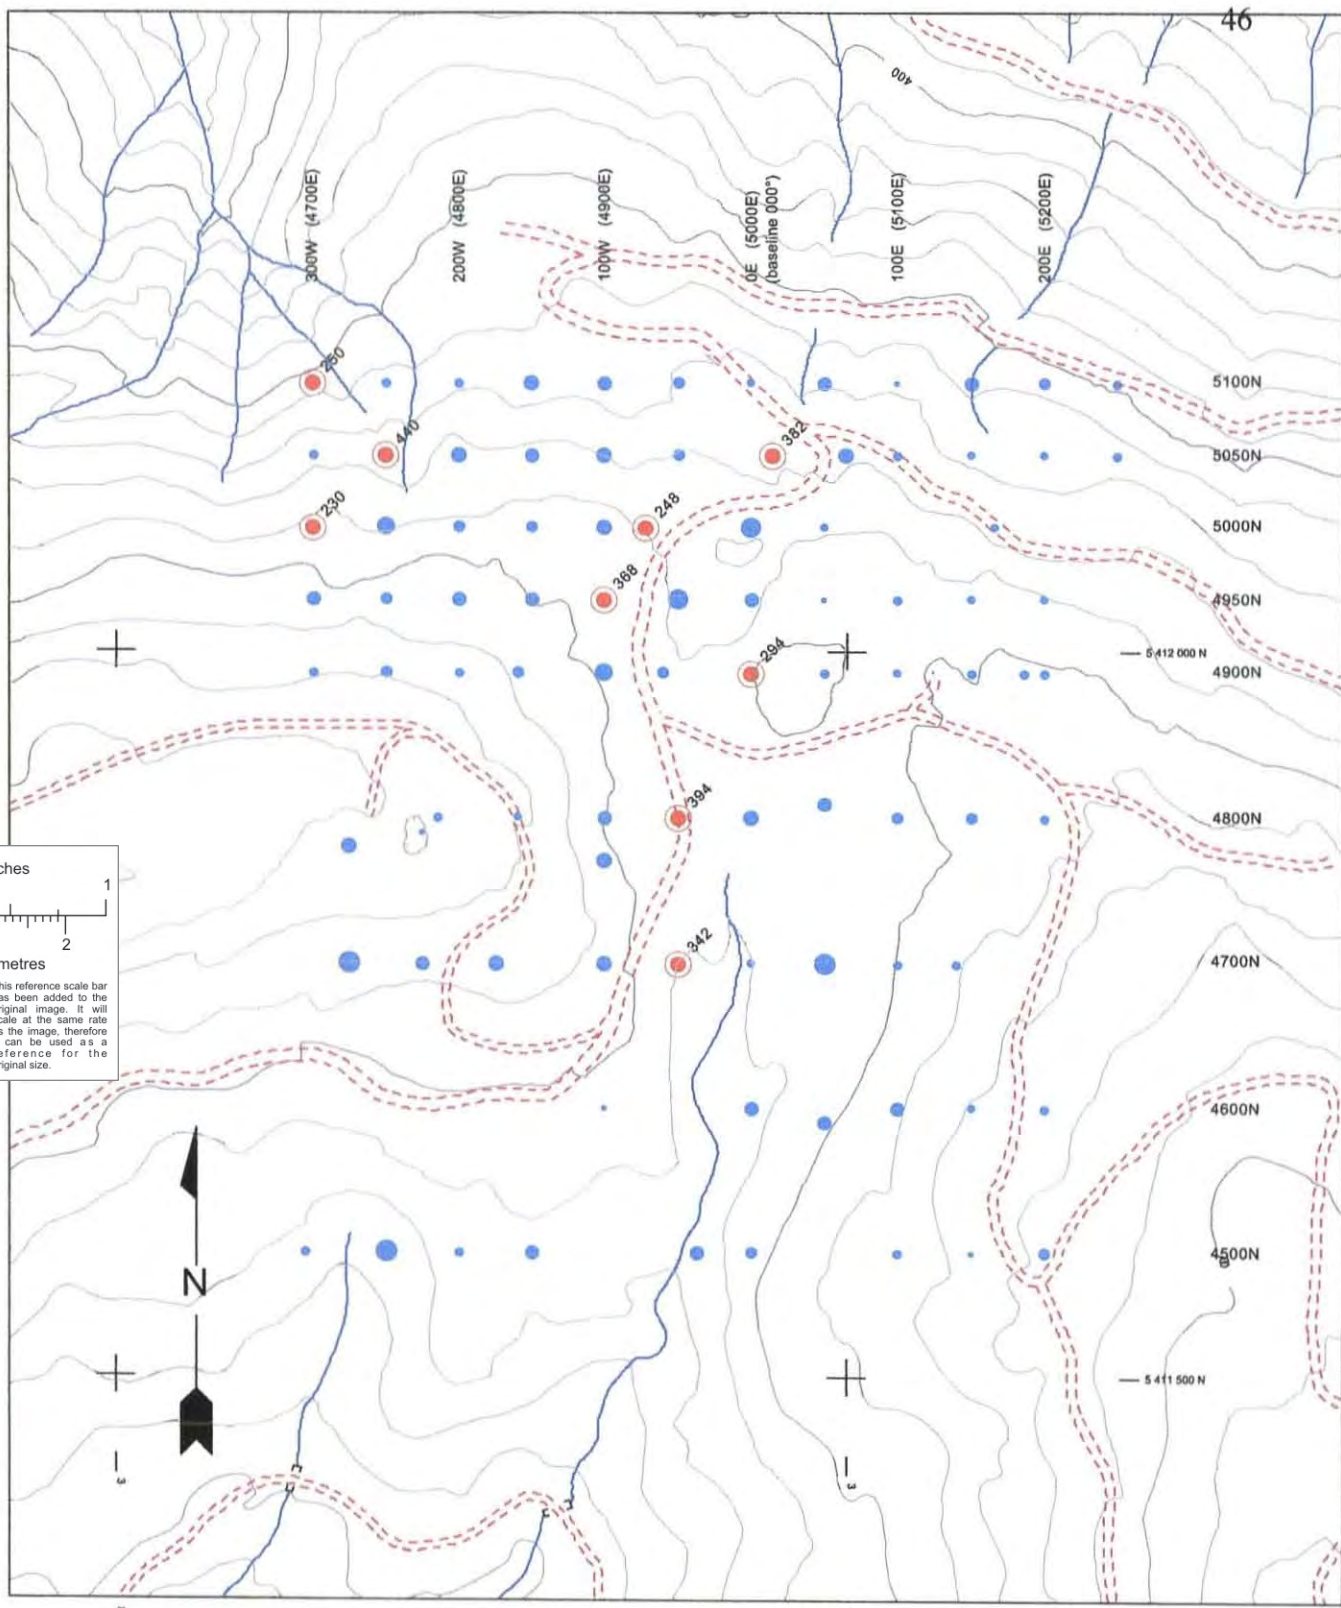 46
400
300W (4700E)
200W (4800E)
100W (4900E)
0E (5000E)
(baseline 000°)
100E (5100E)
200E (5200E)
250
5100N
440
382
5050N
230
248
5000N
368
4950N
294
5 412 000 N
4900N
394
4800N
ches
1
2
metres
his reference scale bar
as been added to the
riginal image. It will
cale at the same rate
s the image, therefore
can be used as a
eference for the
riginal size.
342
4700N
4600N
N
4500N
5 411 500 N